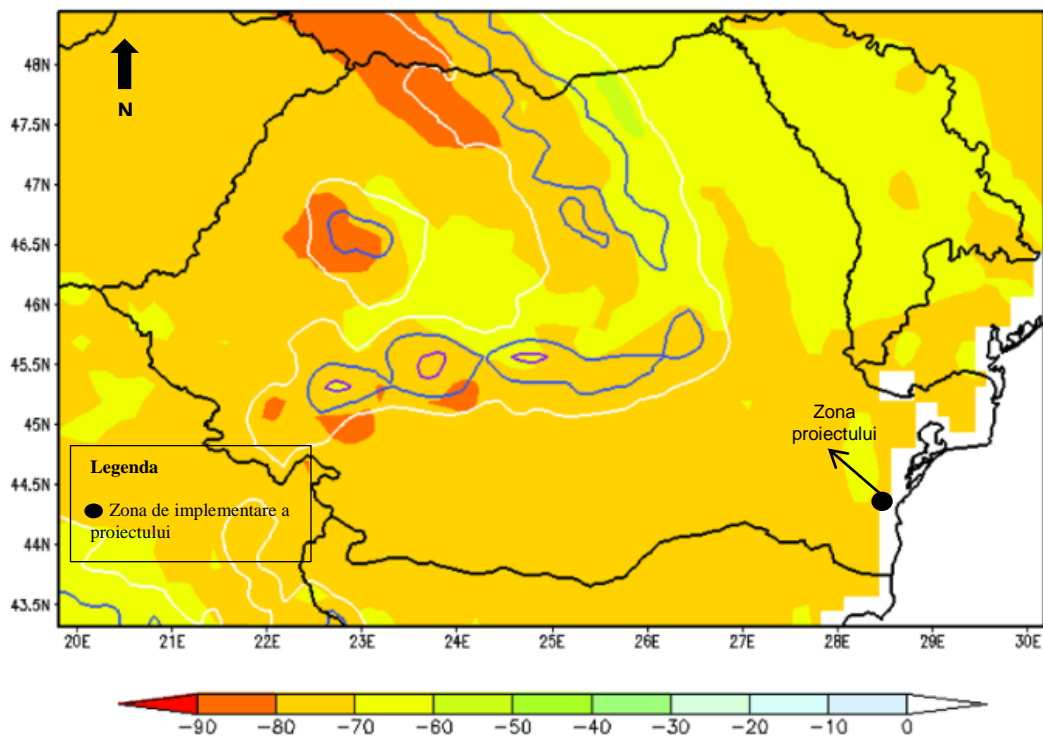 48N
47.5N
47N
46.5N
46N
45.5N
45N
44.5N
44N
43.5N
N
Zona
proiectului
Legenda
Zona de implementare a
proiectului
20E 21E 22E 23E 24E 25E 26E 27E 28E 29E 30E
-90 -80 -70 -60 -50 -40 -30 -20 -10 0